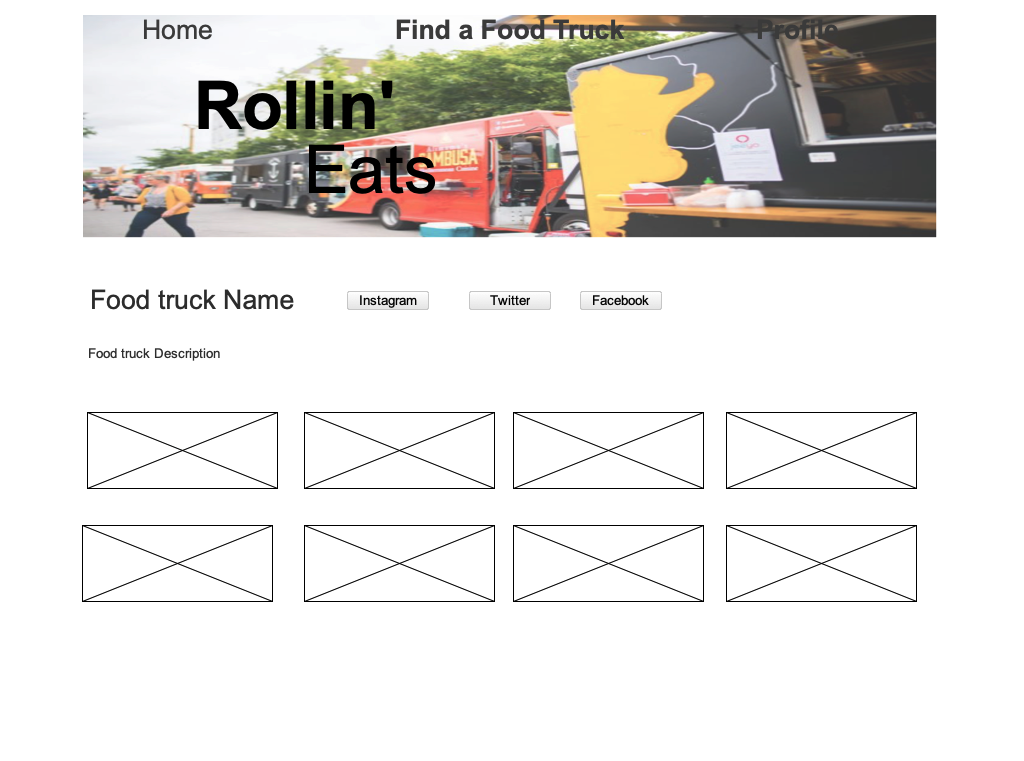 Home Find a Food Truck Profile
Rollin'
Eats
Food truck Name Instagram Twitter Facebook
Food truck Description